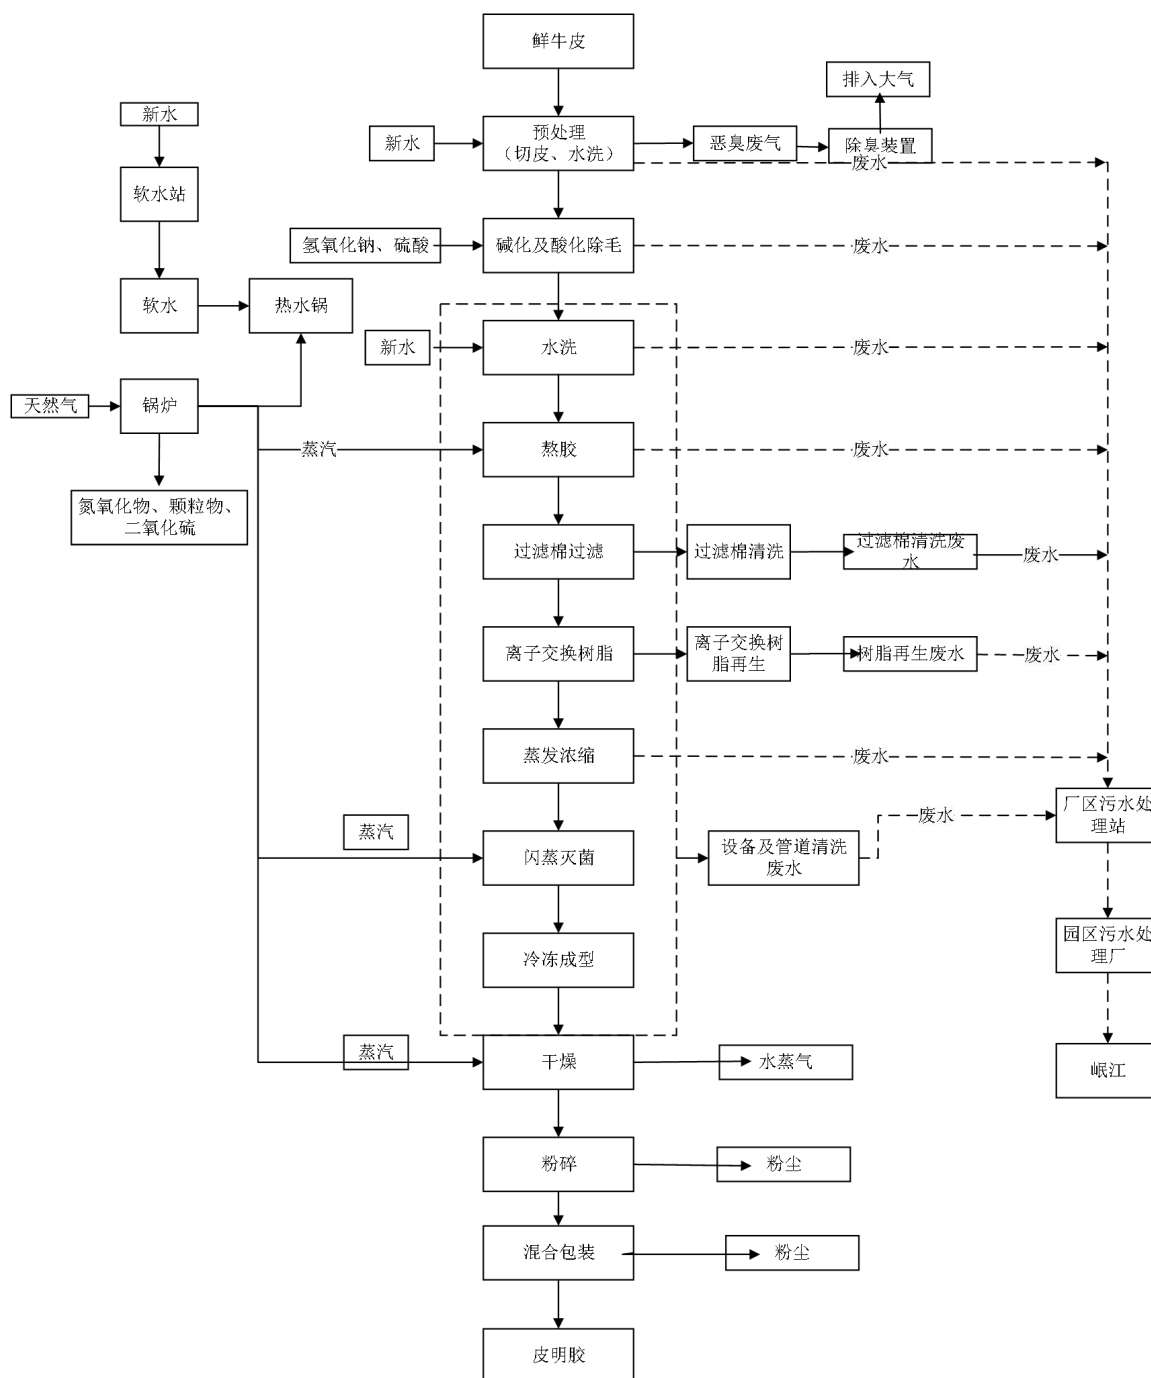 鲜牛皮
排入大气
新水
新水
预处理
（切皮、水洗）
恶臭废气
除臭装置
废水
软水站
氢氧化钠、硫酸
碱化及酸化除毛
废水
软水
热水锅
新水
水洗
废水
天然气
锅炉
蒸汽
熬胶
废水
氮氧化物、颗粒物、
二氧化硫
过滤棉过滤
过滤棉清洗
过滤棉清洗废
水
废水
离子交换树脂
离子交换树
脂再生
树脂再生废水
废水
蒸发浓缩
废水
厂区污水处
理站
蒸汽
闪蒸灭菌
设备及管道清洗
废水
废水
冷冻成型
园区污水处
理厂
蒸汽
干燥
水蒸气
岷江
粉碎
粉尘
混合包装
粉尘
皮明胶